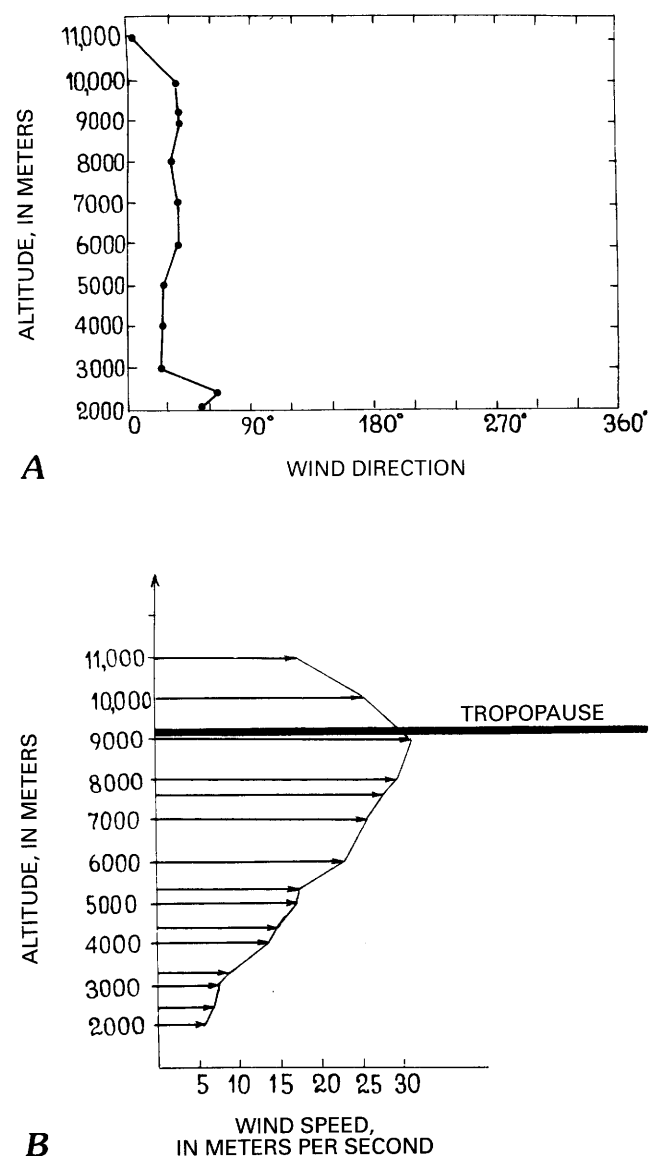 11,000
10,000
9000
8000
7000
6000
5000
4000
3000
2000
ALTITUDE, IN METERS
0 90° 180° 270° 360°
WIND DIRECTION
A
11,000
10,000
TROPOPAUSE
9000
8000
7000
6000
5000
4000
3000
2000
ALTITUDE, IN METERS
5 10 15 20 25 30
WIND SPEED,
IN METERS PER SECOND
B